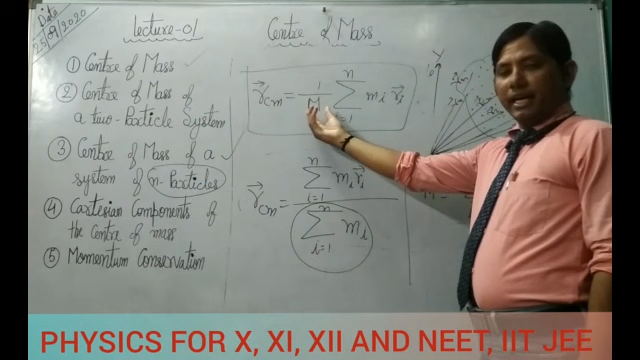 Date
25/09/2020
Lecture-01
Centre of Mass
① Centre of Mass ✓
② Centre of Mass of
a two-Particle System
③ Centre of Mass of a
system of n-Particles
④ Cartesian Components of
the Centre of mass
⑤ Momentum Conservation
r⃗cm = 1/M Σ mi r⃗i
n
i=1
r⃗cm = Σ mi r⃗i / Σ mi
n
i=1
n
i=1
Y
PHYSICS FOR X, XI, XII AND NEET, IIT JEE